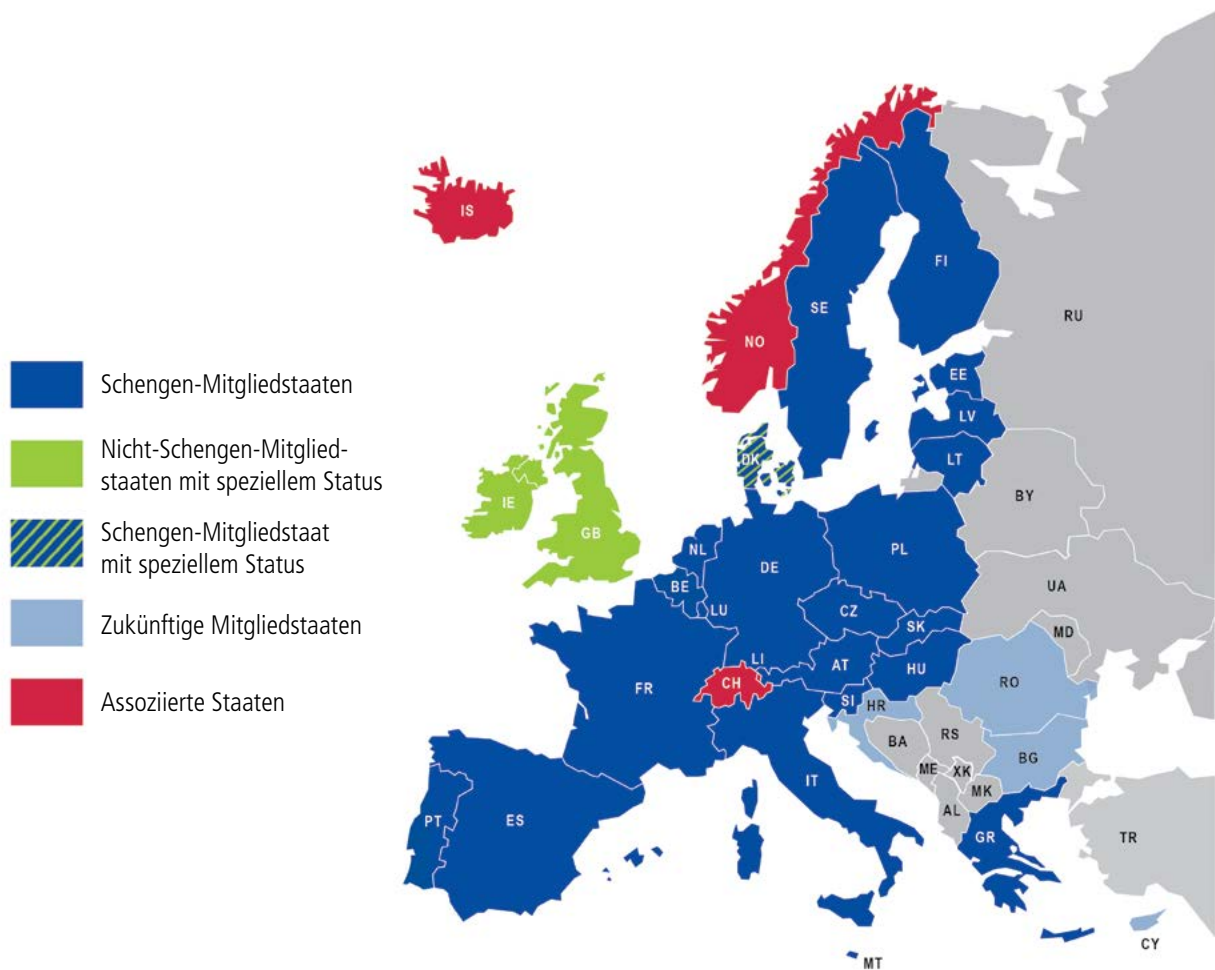 Schengen-Mitgliedstaaten
Nicht-Schengen-Mitglied-
staaten mit speziellem Status
Schengen-Mitgliedstaat
mit speziellem Status
Zukünftige Mitgliedstaaten
Assoziierte Staaten
IS
FI
SE
RU
NO
EE
LV
DK
LT
IE
BY
GB
NL
DE
PL
BE
UA
LU
CZ
SK
MD
LI
AT
HU
FR
CH
RO
SI
HR
BA
RS
BG
ME
XK
IT
MK
AL
PT
ES
GR
TR
CY
MT